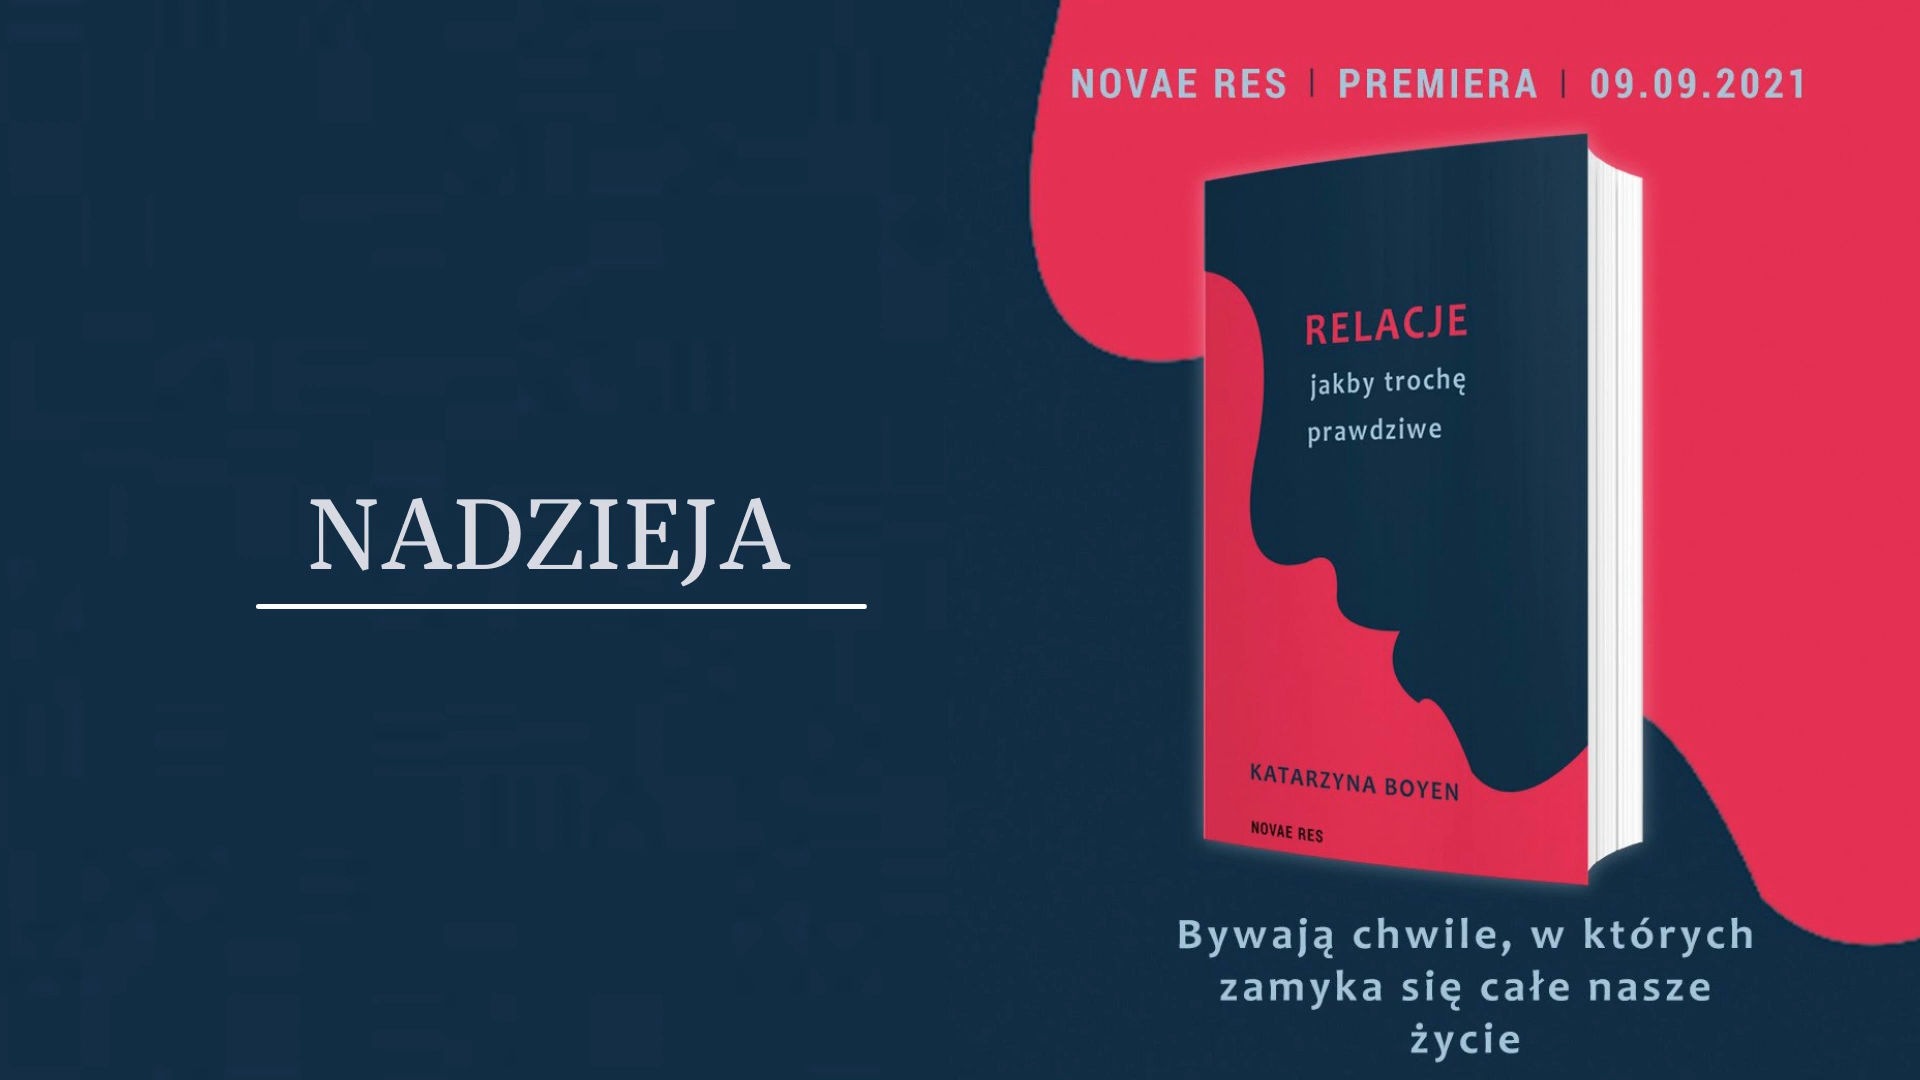 NADZIEJA
NOVAE RES | PREMIERA | 09.09.2021
RELACJE
jakby trochę
prawdziwe
KATARZYNA BOYEN
NOVAE RES
Bywają chwile, w których
zamyka się całe nasze
życie